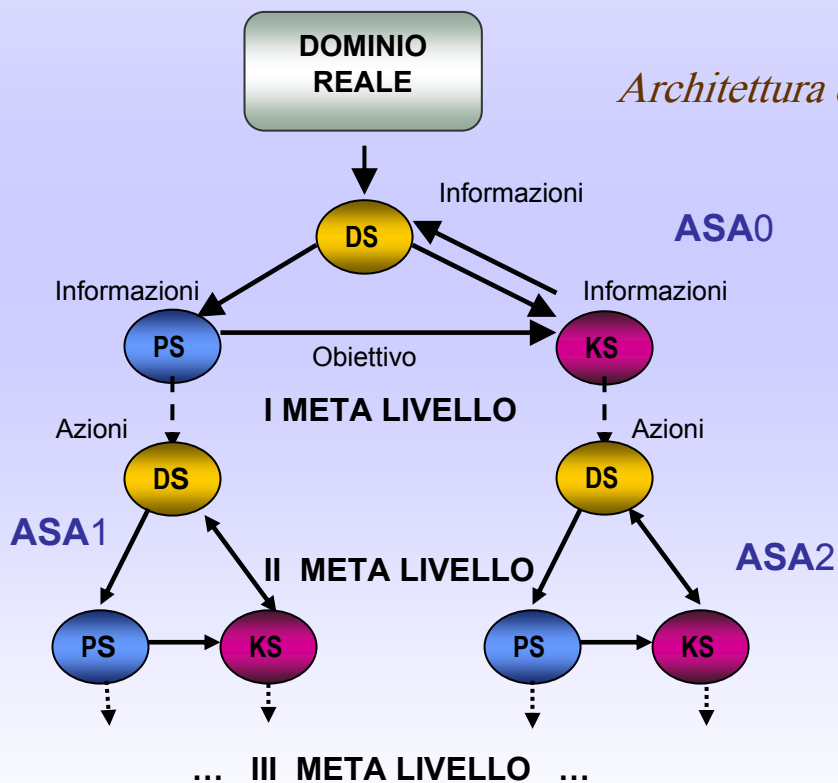 DOMINIO
REALE
Architettura
Informazioni
DS
ASA0
Informazioni
Informazioni
PS
Obiettivo
KS
I META LIVELLO
Azioni
Azioni
DS
DS
ASA1
II META LIVELLO
ASA2
PS
KS
PS
KS
... III META LIVELLO ...